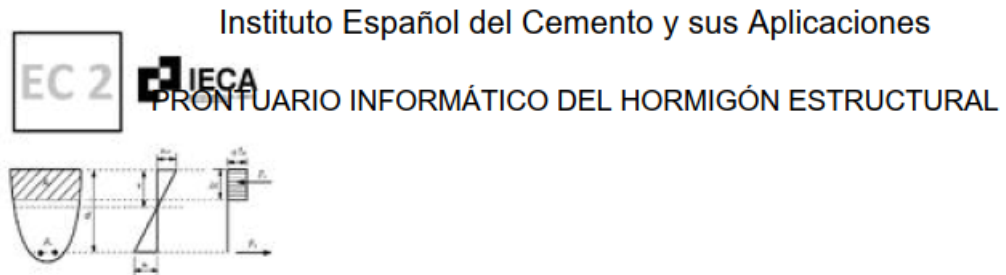 Instituto Español del Cemento y sus Aplicaciones
EC 2
IECA
PRONTUARIO INFORMÁTICO DEL HORMIGÓN ESTRUCTURAL